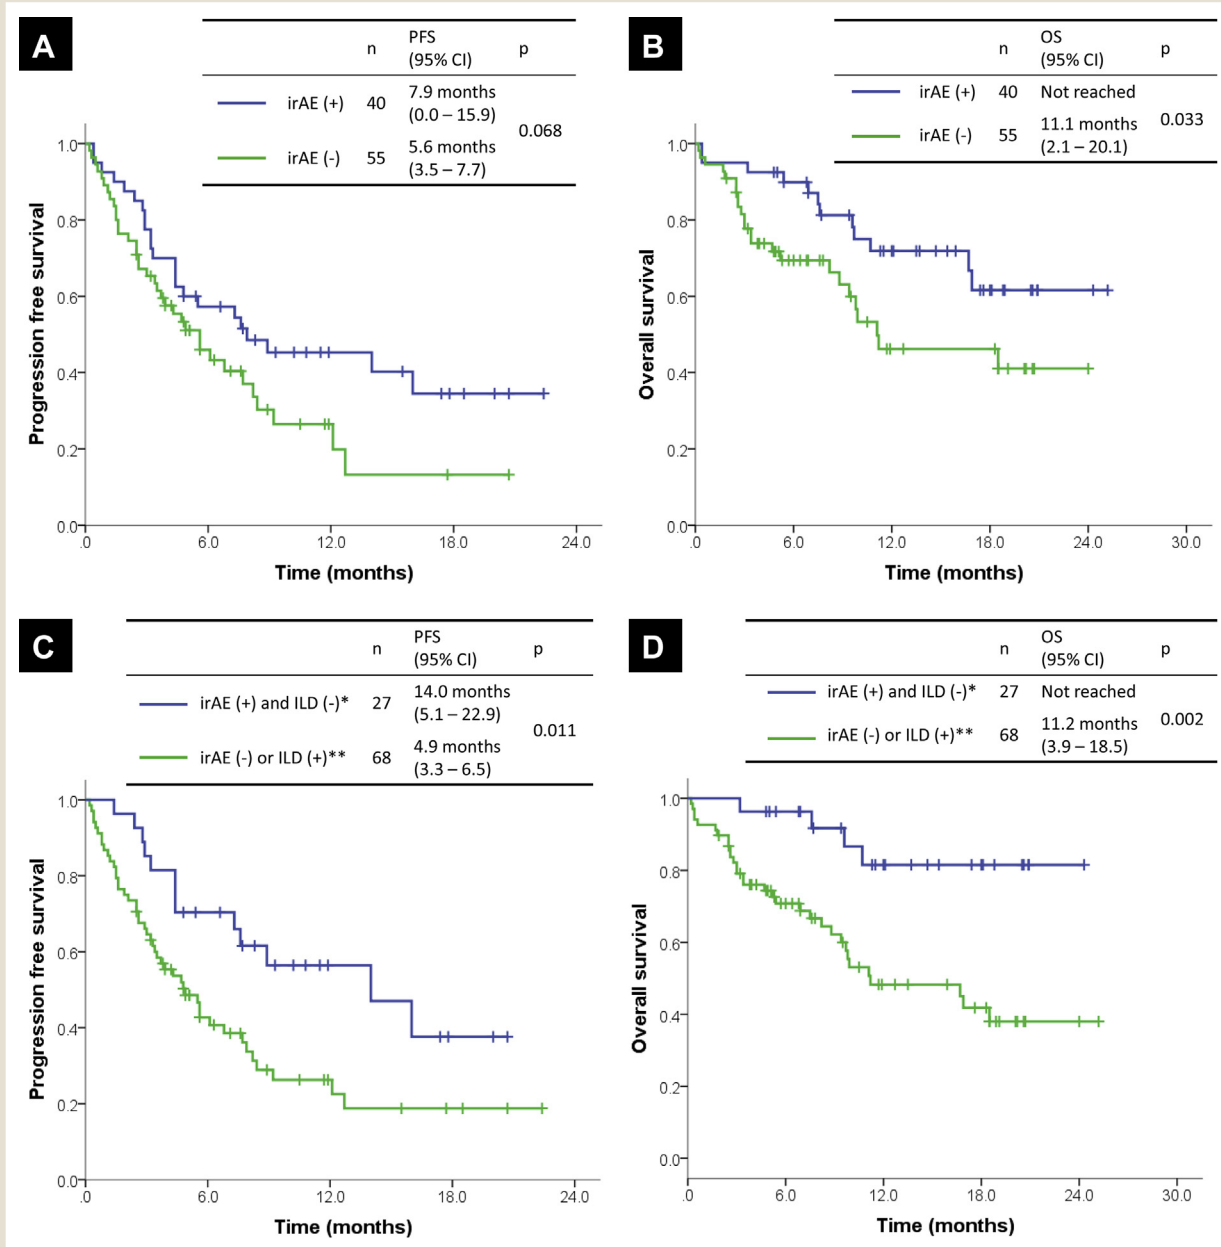 A
n PFS (95% CI) p
irAE (+) 40 7.9 months (0.0 – 15.9)
0.068
irAE (-) 55 5.6 months (3.5 – 7.7)
Progression free survival
1.0
0.8
0.6
0.4
0.2
0.0
.0 6.0 12.0 18.0 24.0
Time (months)
B
n OS (95% CI) p
irAE (+) 40 Not reached
0.033
irAE (-) 55 11.1 months (2.1 – 20.1)
Overall survival
1.0
0.8
0.6
0.4
0.2
0.0
.0 6.0 12.0 18.0 24.0 30.0
Time (months)
C
n PFS (95% CI) p
irAE (+) and ILD (-)* 27 14.0 months (5.1 – 22.9)
0.011
irAE (-) or ILD (+)** 68 4.9 months (3.3 – 6.5)
Progression free survival
1.0
0.8
0.6
0.4
0.2
0.0
.0 6.0 12.0 18.0 24.0
Time (months)
D
n OS (95% CI) p
irAE (+) and ILD (-)* 27 Not reached
0.002
irAE (-) or ILD (+)** 68 11.2 months (3.9 – 18.5)
Overall survival
1.0
0.8
0.6
0.4
0.2
0.0
.0 6.0 12.0 18.0 24.0 30.0
Time (months)